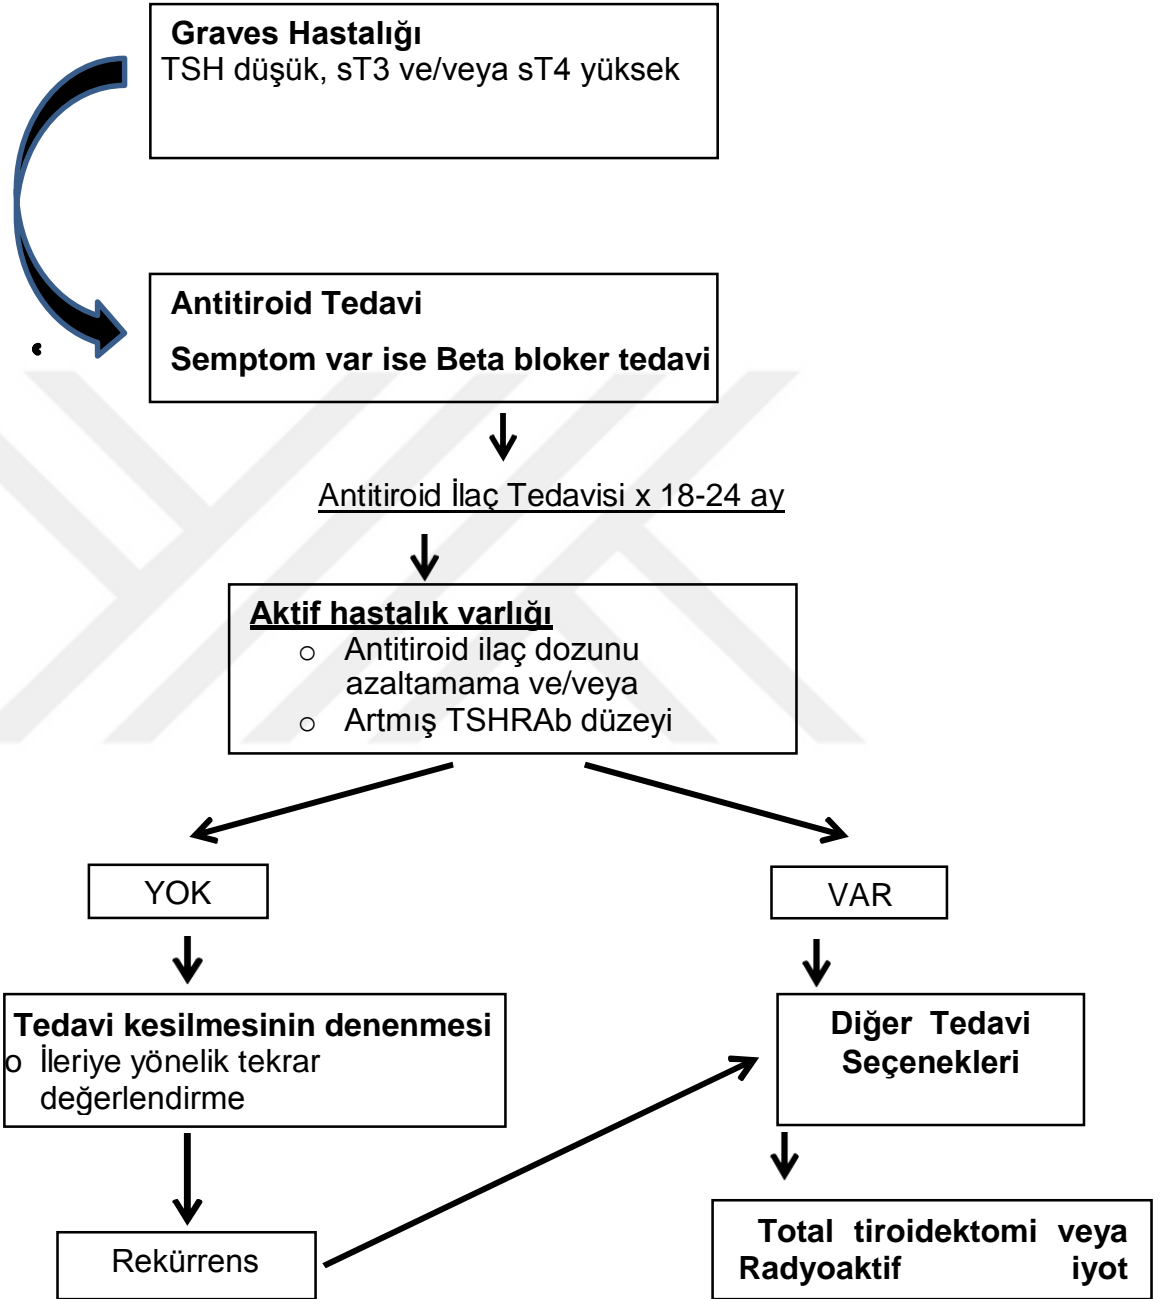 Graves Hastalığı
TSH düşük, sT3 ve/veya sT4 yüksek
Antitiroid Tedavi
Semptom var ise Beta bloker tedavi
Antitiroid İlaç Tedavisi x 18-24 ay
Aktif hastalık varlığı
o Antitiroid ilaç dozunu
azaltamama ve/veya
o Artmış TSHRAb düzeyi
YOK
VAR
Tedavi kesilmesinin denenmesi
o İleriye yönelik tekrar
değerlendirme
Diğer Tedavi
Seçenekleri
Rekürrens
Total tiroidektomi veya
Radyoaktif iyot